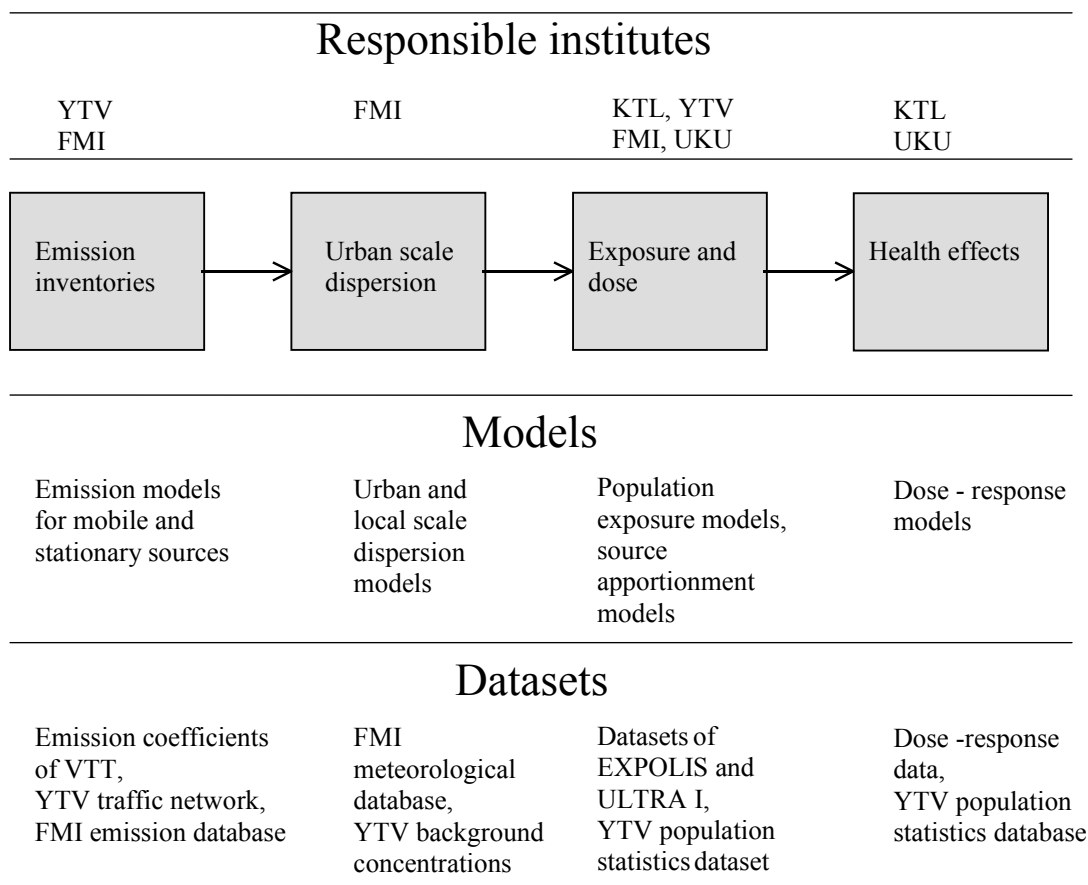 Responsible institutes
YTV
FMI
FMI
KTL, YTV
FMI, UKU
KTL
UKU
Emission
inventories
Urban scale
dispersion
Exposure and
dose
Health effects
Models
Emission models
for mobile and
stationary sources
Urban and
local scale
dispersion
models
Population
exposure models,
source
apportionment
models
Dose - response
models
Datasets
Emission coefficients
of VTT,
YTV traffic network,
FMI emission database
FMI
meteorological
database,
YTV background
concentrations
Datasets of
EXPOLIS and
ULTRA I,
YTV population
statistics dataset
Dose -response
data,
YTV population
statistics database